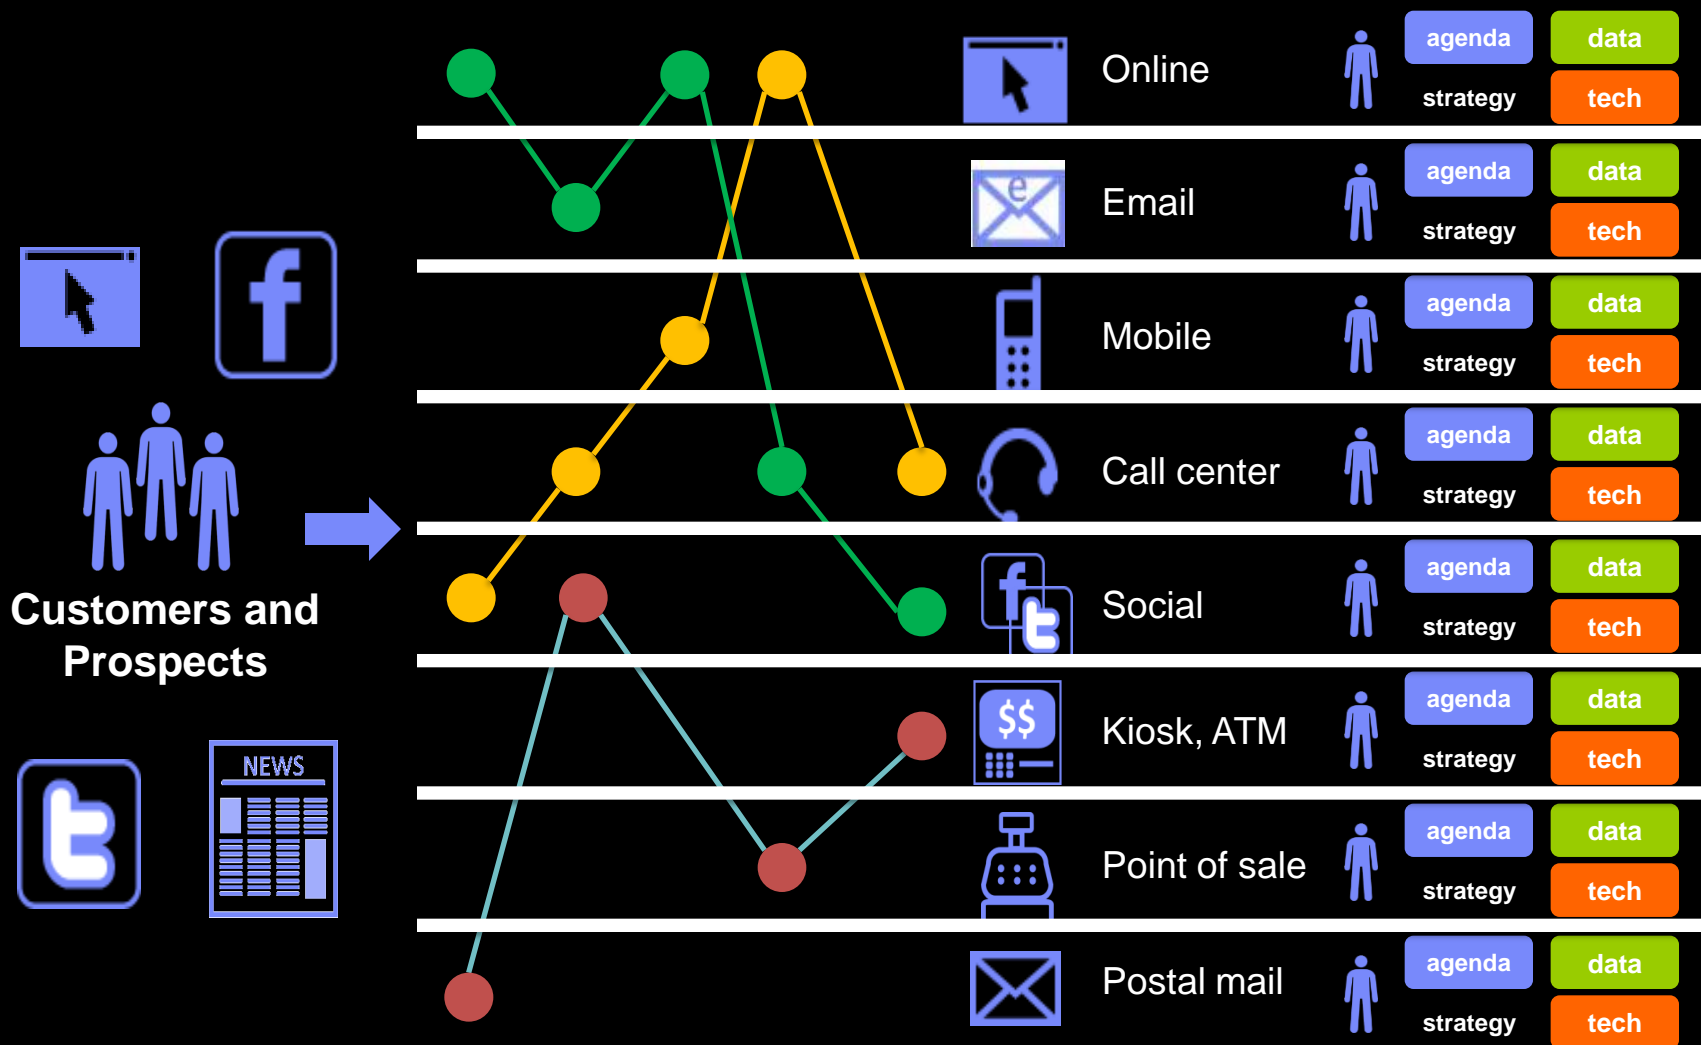 Customers and
Prospects
NEWS
Online
agenda
data
strategy
tech
e
Email
agenda
data
strategy
tech
Mobile
agenda
data
strategy
tech
Call center
agenda
data
strategy
tech
f
t
Social
agenda
data
strategy
tech
$$
Kiosk, ATM
agenda
data
strategy
tech
Point of sale
agenda
data
strategy
tech
Postal mail
agenda
data
strategy
tech
f
t